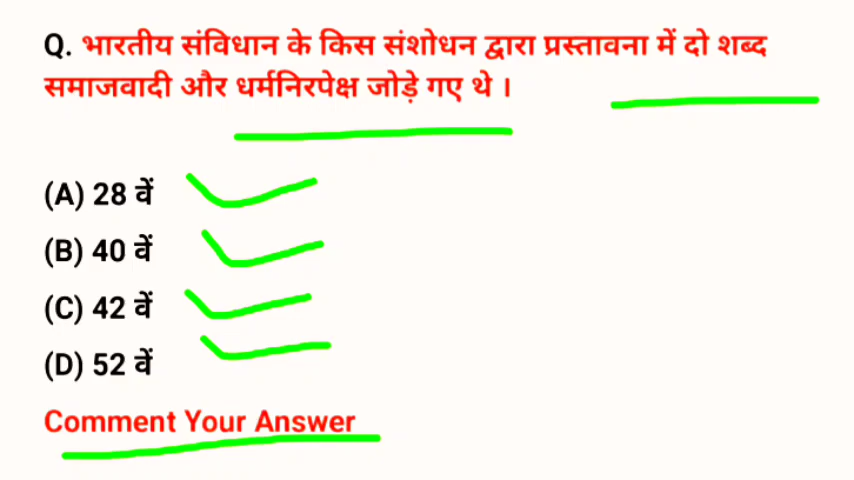 Q. भारतीय संविधान के किस संशोधन द्वारा प्रस्तावना में दो शब्द
समाजवादी और धर्मनिरपेक्ष जोड़े गए थे ।
(A) 28 वें
(B) 40 वें
(C) 42 वें
(D) 52 वें
Comment Your Answer